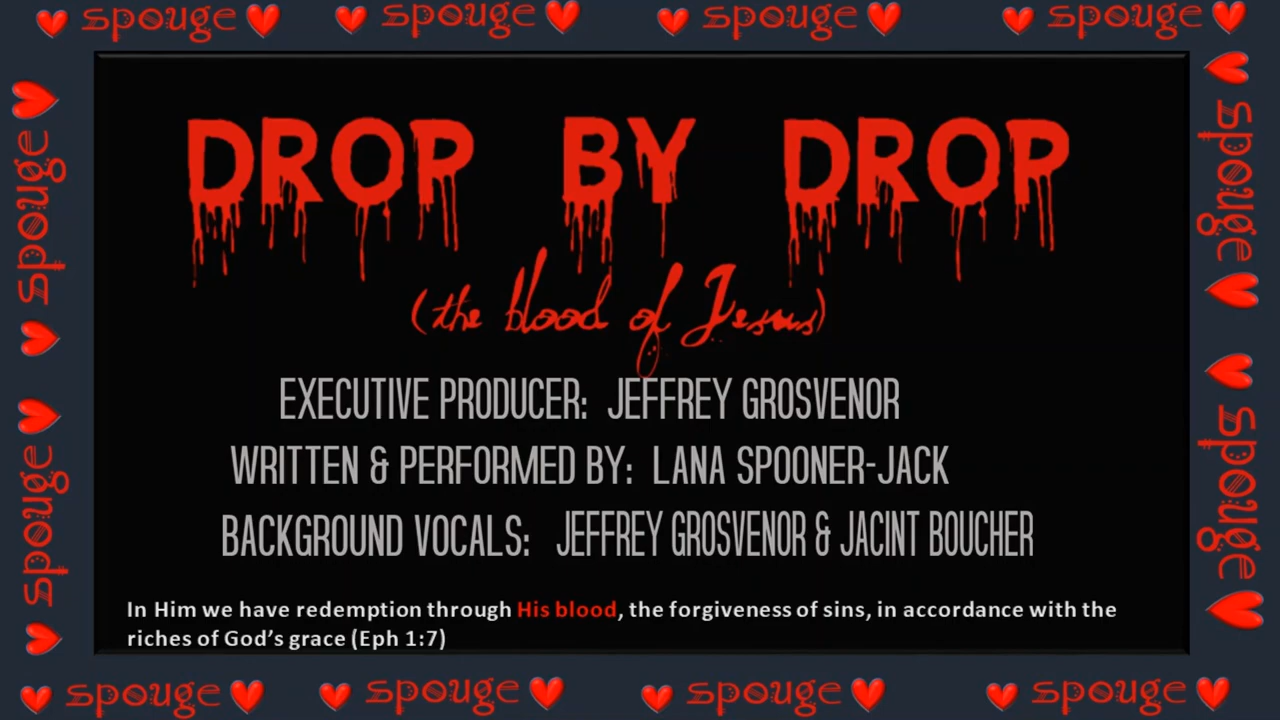 spouge spouge spouge spouge
DROP BY DROP
(the blood of Jesus)
EXECUTIVE PRODUCER: JEFFREY GROSVENOR
WRITTEN & PERFORMED BY: LANA SPOONER-JACK
BACKGROUND VOCALS: JEFFREY GROSVENOR & JACINT BOUCHER
In Him we have redemption through His blood, the forgiveness of sins, in accordance with the
riches of God's grace (Eph 1:7)
spouge
spouge
spouge
spouge
spouge spouge spouge spouge